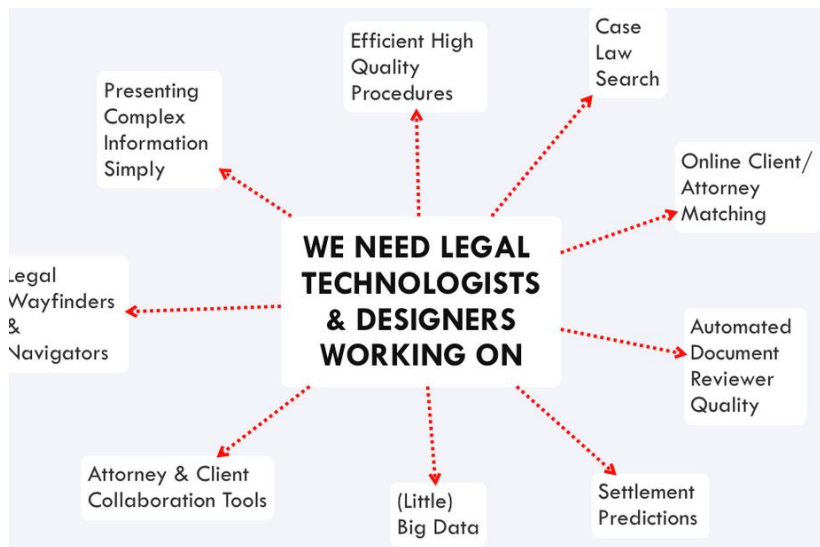 Efficient High
Quality
Procedures
Case
Law
Search
Presenting
Complex
Information
Simply
Online Client/
Attorney
Matching
WE NEED LEGAL
TECHNOLOGISTS
& DESIGNERS
WORKING ON
Legal
Wayfinders
&
Navigators
Automated
Document
Reviewer
Quality
Attorney & Client
Collaboration Tools
(Little)
Big Data
Settlement
Predictions